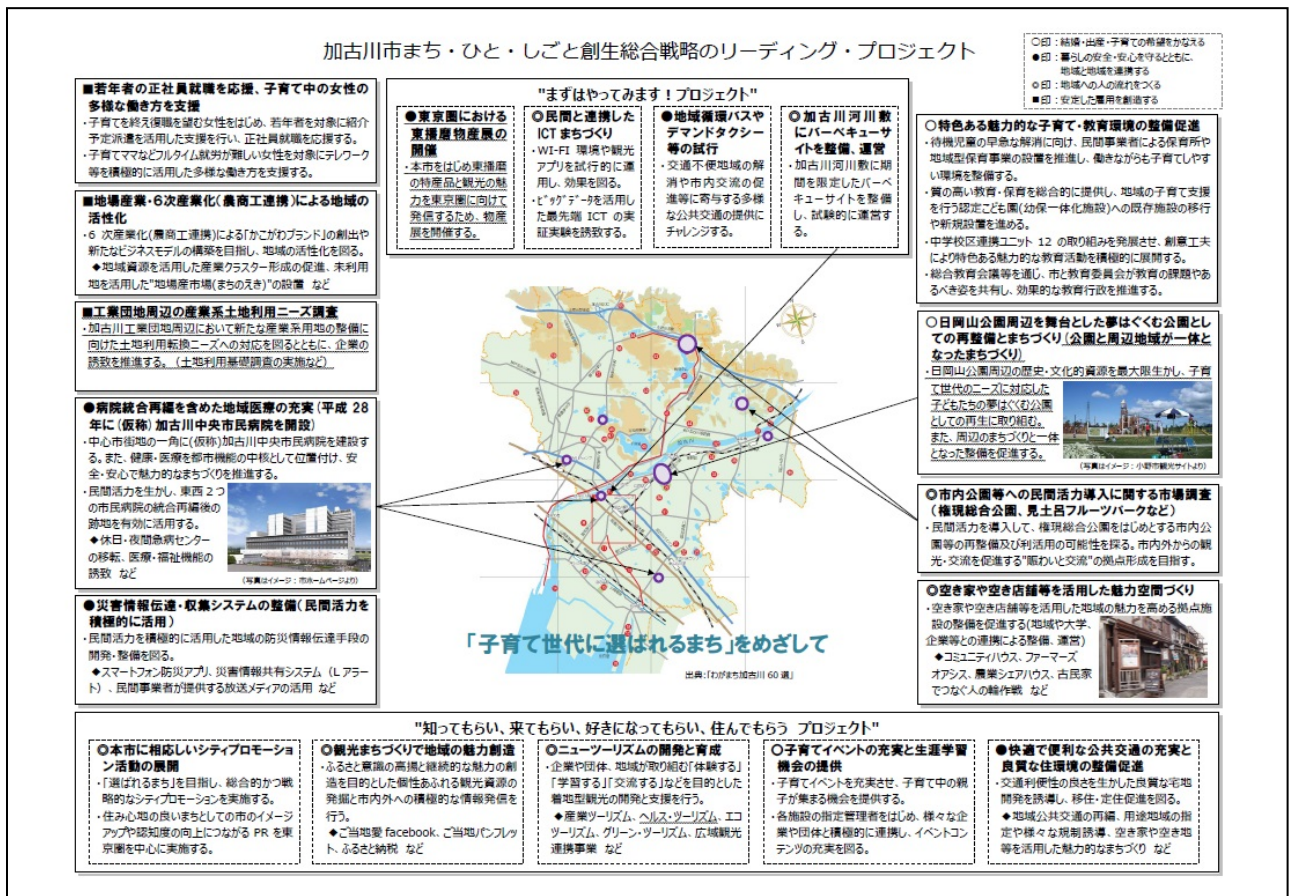 加古川市まち・ひと・しごと創生総合戦略のリーディング・プロジェクト
○印：結婚・出産・子育ての希望をかなえる
●印：暮らしの安全・安心を守るとともに、
地域と地域を連携する
◎印：地域への人の流れをつくる
■印：安定した雇用を創造する
■若年者の正社員就職を応援、子育て中の女性の
多様な働き方を支援
・子育てを終え復職を望む女性をはじめ、若年者を対象に紹介
予定派遣を活用した支援を行い、正社員就職を応援する。
・子育てママなどフルタイム就労が難しい女性を対象にテレワーク
等を積極的に活用した多様な働き方を支援する。
■地場産業・6次産業化（農商工連携）による地域の
活性化
・6 次産業化（農商工連携）による「かこがわブランド」の創出や
新たなビジネスモデルの構築を目指し、地域の活性化を図る。
◆地域資源を活用した産業クラスター形成の促進、未利用
地を活用した"地場産市場（まちのえき）"の設置 など
■工業団地周辺の産業系土地利用ニーズ調査
・加古川工業団地周辺において新たな産業系用地の整備に
向けた土地利用転換ニーズへの対応を図るとともに、企業の
誘致を推進する。（土地利用基礎調査の実施など）
●病院統合再編を含めた地域医療の充実（平成 28
年に（仮称）加古川中央市民病院を開設）
・中心市街地の一角に（仮称）加古川中央市民病院を建設す
る。また、健康・医療を都市機能の中核として位置付け、安
全・安心で魅力的なまちづくりを推進する。
・民間活力を生かし、東西 2 つ
の市民病院の統合再編後の
跡地を有効に活用する。
◆休日・夜間急病センター
の移転、医療・福祉機能の
誘致 など
（写真はイメージ：市ホームページより）
●災害情報伝達・収集システムの整備（民間活力を
積極的に活用）
・民間活力を積極的に活用した地域の防災情報伝達手段の
開発・整備を図る。
◆スマートフォン防災アプリ、災害情報共有システム（L アラー
ト）、民間事業者が提供する放送メディアの活用 など
"まずはやってみます！プロジェクト"
●東京圏における
東播磨物産展の
開催
・本市をはじめ東播磨
の特産品と観光の魅
力を東京圏に向けて
発信するため、物産
展を開催する。
◎民間と連携した
ICT まちづくり
・WI-FI 環境や観光
アプリを試行的に運
用し、効果を図る。
・ビッグデータを活用
した最先端 ICT の実
証実験を誘致する。
●地域循環バスや
デマンドタクシー
等の試行
・交通不便地域の解
消や市内交流の促
進等に寄与する多様
な公共交通の提供に
チャレンジする。
◎加古川河川敷
にバーベキューサ
イトを整備、運営
・加古川河川敷に期
間を限定したバーベ
キューサイトを整備
し、試験的に運営す
る。
「子育て世代に選ばれるまち」をめざして
出典：「わがまち加古川 60 選」
○特色ある魅力的な子育て・教育環境の整備促進
・待機児童の早急な解消に向け、民間事業者による保育所や
地域型保育事業の設置を推進し、働きながらも子育てしやす
い環境を整備する。
・質の高い教育・保育を総合的に提供し、地域の子育て支援
を行う認定こども園（幼保一体化施設）への既存施設の移行
や新規設置を進める。
・中学校区連携ユニット 12 の取り組みを発展させ、創意工夫
により特色ある魅力的な教育活動を積極的に展開する。
・総合教育会議等を通じ、市と教育委員会が教育の課題やあ
るべき姿を共有し、効果的な教育行政を推進する。
○日岡山公園周辺を舞台とした夢はぐくむ公園とし
ての再整備とまちづくり（公園と周辺地域が一体と
なったまちづくり）
・日岡山公園周辺の歴史・文化的資源を最大限生かし、子育
て世代のニーズに対応した
子どもたちの夢はぐくむ公園
としての再生に取り組む。
また、周辺のまちづくりと一体
となった整備を促進する。
（写真はイメージ：小野市観光サイトより）
◎市内公園等への民間活力導入に関する市場調査
（権現総合公園、見土呂フルーツパークなど）
・民間活力を導入して、権現総合公園をはじめとする市内公
園等の再整備及び利活用の可能性を探る。市内外からの観
光・交流を促進する"賑わいと交流"の拠点形成を目指す。
◎空き家や空き店舗等を活用した魅力空間づくり
・空き家や空き店舗等を活用した地域の魅力を高める拠点施
設の整備を促進する（地域や大学、
企業等との連携による整備、運営）
◆コミュニティハウス、ファーマーズ
オアシス、農業シェアハウス、古民家
でつなぐ人の輪作戦 など
"知ってもらい、来てもらい、好きになってもらい、住んでもらう プロジェクト"
◎本市に相応しいシティプロモーショ
ン活動の展開
・「選ばれるまち」を目指し、総合的かつ戦
略的なシティプロモーションを実施する。
・住み心地の良いまちとしての市のイメージ
アップや認知度の向上につながる PR を東
京圏を中心に実施する。
◎観光まちづくりで地域の魅力創造
・ふるさと意識の高揚と継続的な魅力の創
造を目的とした個性あふれる観光資源の
発掘と市内外への積極的な情報発信を
行う。
◆ご当地愛 facebook、ご当地パンフレッ
ト、ふるさと納税 など
◎ニューツーリズムの開発と育成
・企業や団体、地域が取り組む「体験する」
「学習する」「交流する」などを目的とした
着地型観光の開発と支援を行う。
◆産業ツーリズム、ヘルス・ツーリズム、エコ
ツーリズム、グリーン・ツーリズム、広域観光
連携事業 など
○子育てイベントの充実と生涯学習
機会の提供
・子育てイベントを充実させ、子育て中の親
子が集まる機会を提供する。
・各施設の指定管理者をはじめ、様々な企
業や団体と積極的に連携し、イベントコン
テンツの充実を図る。
●快適で便利な公共交通の充実と
良質な住環境の整備促進
・交通利便性の良さを生かした良質な宅地
開発を誘導し、移住・定住促進を図る。
◆地域公共交通の再編、用途地域の指
定や様々な規制誘導、空き家や空き地
等を活用した魅力的なまちづくり など